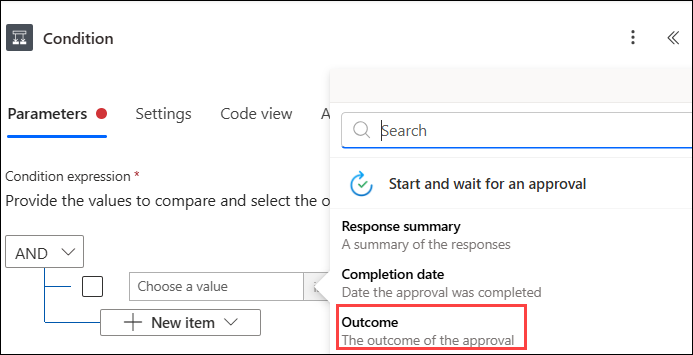 Condition
Parameters
Settings
Code view
A
Search
Condition expression *
Provide the values to compare and select the o
Start and wait for an approval
Response summary
A summary of the responses
AND
Completion date
Date the approval was completed
Choose a value
New item
Outcome
The outcome of the approval